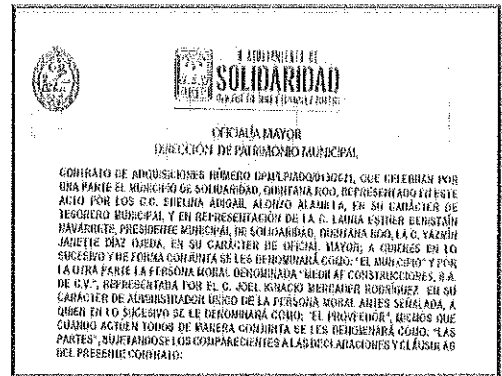 H. AYUNTAMIENTO DE
SOLIDARIDAD
OFICIALÍA MAYOR
DIRECCIÓN DE PATRIMONIO MUNICIPAL
CONTRATO DE ADQUISICIONES NÚMERO QUE CELEBRAN POR
UNA PARTE EL MUNICIPIO DE SOLIDARIDAD, QUINTANA ROO, REPRESENTADO EN ESTE
ACTO POR LOS C.C. EMELINA ABIGAIL ALONZO ALAMILLA, EN SU CARÁCTER DE
TESORERO MUNICIPAL, Y EN REPRESENTACIÓN DE LA C. LAURA ESTHER BERISTAIN
NAVARRETE, PRESIDENTE MUNICIPAL, DE SOLIDARIDAD, QUINTANA ROO, LA C. YAZMÍN
JANETTE DÍAZ OJEDA, EN SU CARÁCTER DE OFICIAL MAYOR; A QUIENES EN LO
SUCESIVO Y DE FORMA CONJUNTA SE LES DENOMINARÁ COMO: "EL MUNICIPIO" Y POR
LA OTRA PARTE LA PERSONA MORAL DENOMINADA CONSTRUCCIONES, S.A.
DE C.V.", REPRESENTADA POR EL C. JOEL IGNACIO MERCADER RODRÍGUEZ EN SU
CARÁCTER DE ADMINISTRADOR ÚNICO DE LA PERSONA MORAL ANTES SEÑALADA, A
QUIEN EN LO SUCESIVO SE LE DENOMINARÁ COMO: "EL PROVEEDOR", MISMOS QUE
CUANDO ACTÚEN TODOS DE MANERA CONJUNTA SE LES DENOMINARÁ COMO: "LAS
PARTES", SUJETÁNDOSE LOS COMPARECIENTES A LAS DECLARACIONES Y CLÁUSULAS
DEL PRESENTE CONTRATO: